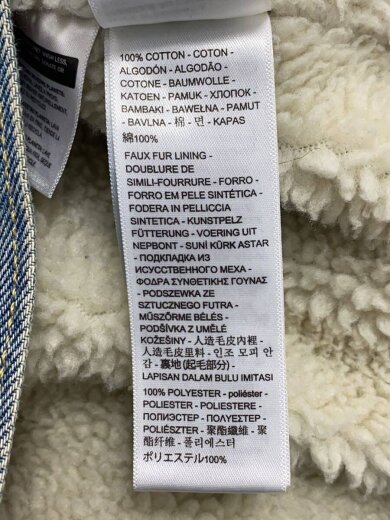 100% COTTON - COTON -
ALGODÓN - ALGODÃO -
COTONE - BAUMWOLLE -
KATOEN - PAMUK - ХЛОПОК -
BAMBAKI - BAWEŁNA - PAMUT
- BAVLNA - 棉 - 면 - KAPAS
綿100%
FAUX FUR LINING -
DOUBLURE DE
SIMILI-FOURRURE - FORRO -
FORRO EM PELE SINTÉTICA -
FODERA IN PELLICCIA
SINTETICA - KUNSTPELZ
FÜTTERUNG - VOERING UIT
NEPBONT - SUNİ KÜRK ASTAR
- ПОДКЛАДКА ИЗ
ИСКУССТВЕННОГО МЕХА -
ΦΟΔΡΑ ΣΥΝΘΕΤΙΚΗΣ ΓΟΥΝΑΣ
- PODSZEWKA ZE
SZTUCZNEGO FUTRA -
MŰSZŐRME BÉLÉS -
PODŠÍVKA Z UMĚLÉ
KOŽEŠINY - 人造毛皮内裡 -
人造毛皮里料 - 인조 모피 안
감 - 裏地(起毛部分) -
LAPISAN DALAM BULU IMITASI
100% POLYESTER - poliéster -
POLIESTER - POLIESTERE -
ПОЛИЭСТЕР - ΠΟΛΥΕΣΤΕΡ -
POLIÉSZTER - 聚酯纖維 - 聚
酯纤维 - 폴리에스터
ポリエステル100%